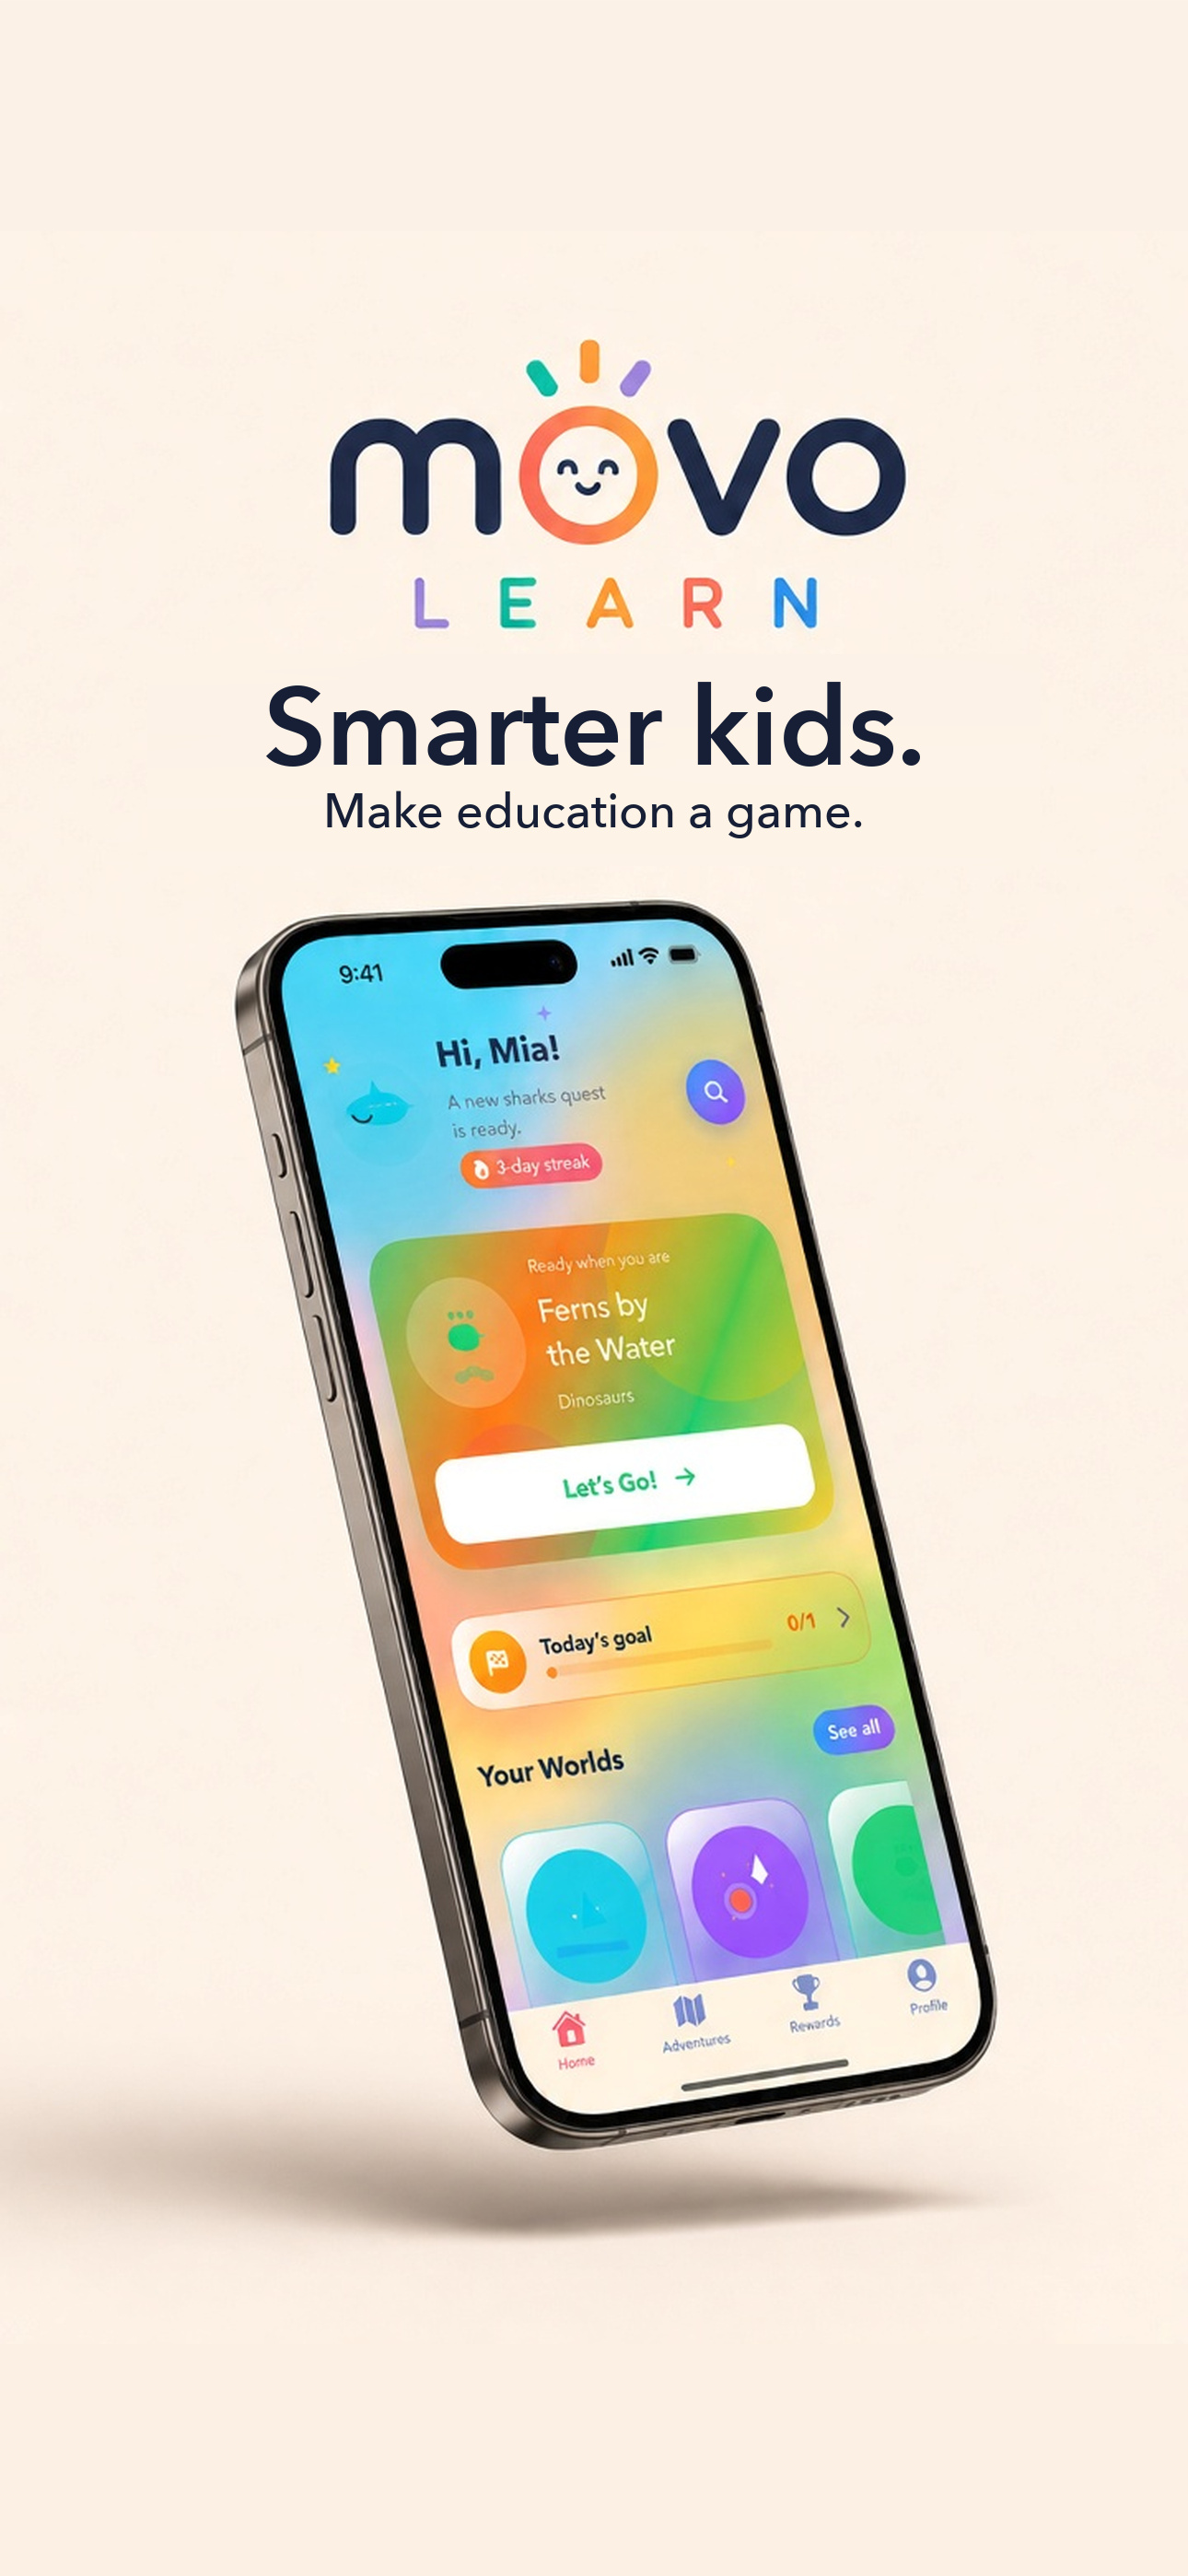 movo
LEARN
Smarter kids.
Make education a game.
9:41
Hi, Mia!
A new sharks quest
is ready.
3-day streak
Ready when you are
Ferns by
the Water
Dinosaurs
Let's Go!
Today's goal
0/1
See all
Your Worlds
Home
Adventures
Rewards
Profile